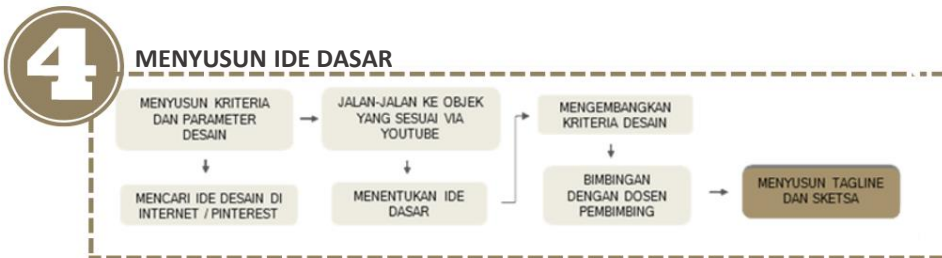 4
MENYUSUN IDE DASAR
MENYUSUN KRITERIA
DAN PARAMETER
DESAIN
MENCARI IDE DESAIN DI
INTERNET / PINTEREST
JALAN-JALAN KE OBJEK
YANG SESUAI VIA
YOUTUBE
MENENTUKAN IDE
DASAR
MENGEMBANGKAN
KRITERIA DESAIN
BIMBINGAN
DENGAN DOSEN
PEMBIMBING
MENYUSUN TAGLINE
DAN SKETSA